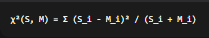 χ²(S, M) = Σ (S_i - M_i)² / (S_i + M_i)